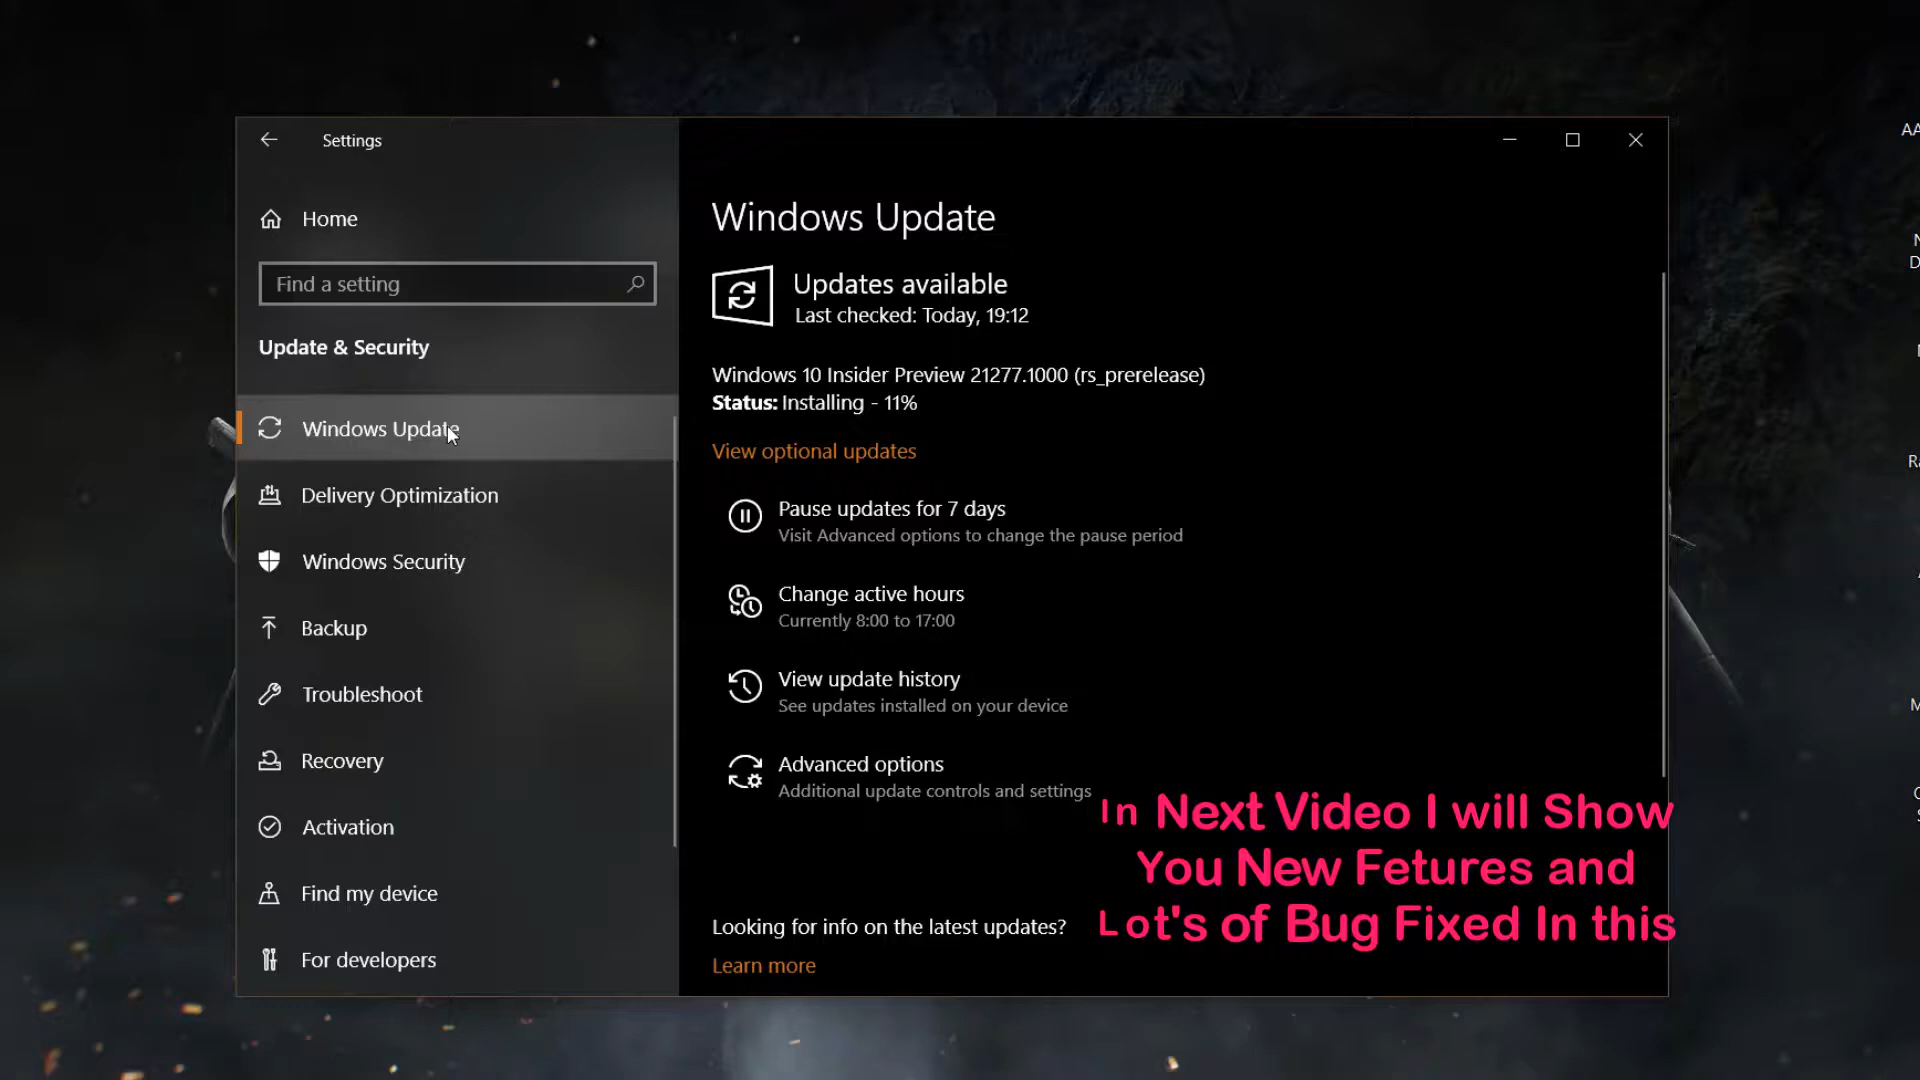 Settings
Home
Find a setting
Update & Security
Windows Update
Delivery Optimization
Windows Security
Backup
Troubleshoot
Recovery
Activation
Find my device
For developers
Windows Update
Updates available
Last checked: Today, 19:12
Windows 10 Insider Preview 21277.1000 (rs_prerelease)
Status: Installing - 11%
View optional updates
Pause updates for 7 days
Visit Advanced options to change the pause period
Change active hours
Currently 8:00 to 17:00
View update history
See updates installed on your device
Advanced options
Additional update controls and settings
Looking for info on the latest updates?
Learn more
In Next Video I will Show
You New Fetures and
Lot's of Bug Fixed In this